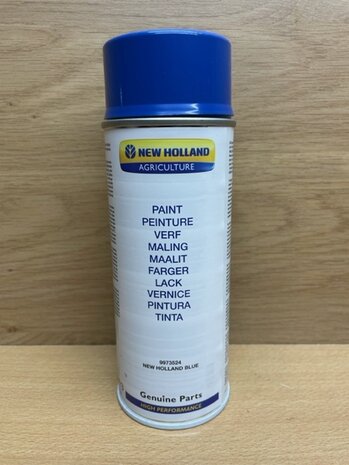 NEW HOLLAND
AGRICULTURE
PAINT
PEINTURE
VERF
MALING
MAALIT
FARGER
LACK
VERNICE
PINTURA
TINTA
9973524
NEW HOLLAND BLUE
Genuine Parts
HIGH PERFORMANCE